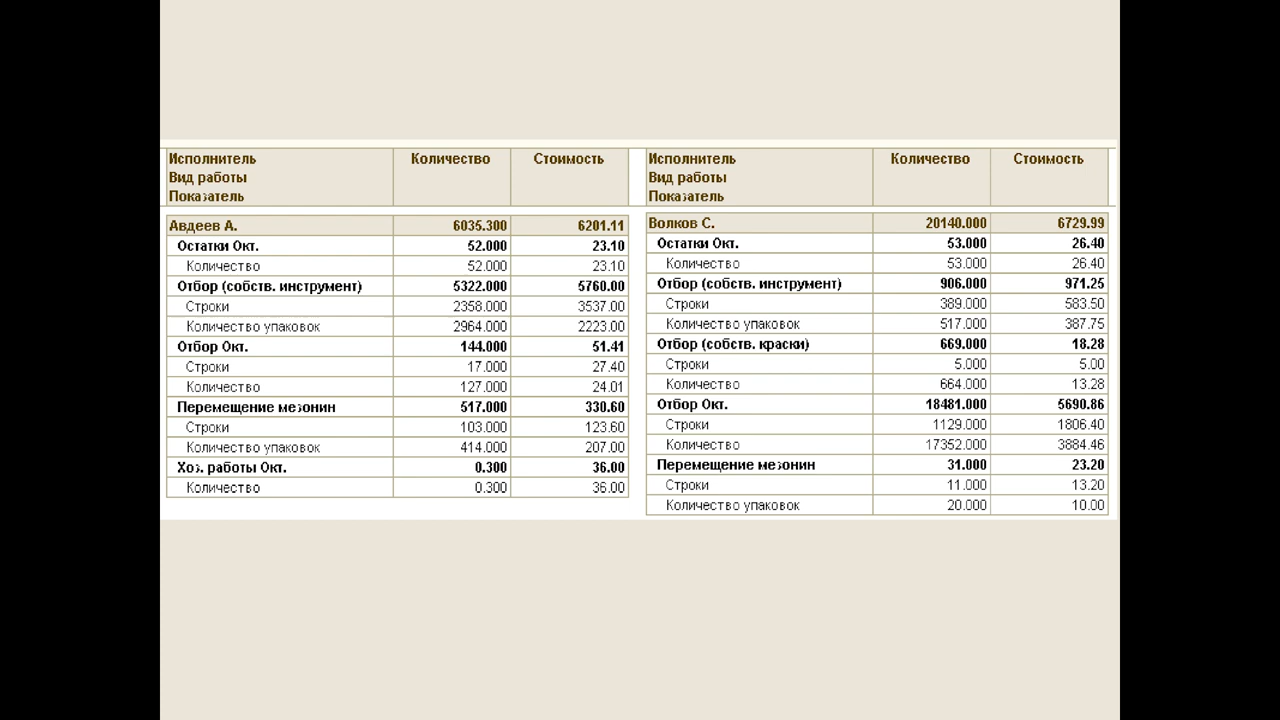 Исполнитель Количество Стоимость
Вид работы
Показатель
Авдеев А. 6035.300 6201.11
Остатки Окт. 52.000 23.10
Количество 52.000 23.10
Отбор (собств. инструмент) 5322.000 5760.00
Строки 2358.000 3537.00
Количество упаковок 2964.000 2223.00
Отбор Окт. 144.000 51.41
Строки 17.000 27.40
Количество 127.000 24.01
Перемещение мезонин 517.000 330.60
Строки 103.000 123.60
Количество упаковок 414.000 207.00
Хоз. работы Окт. 0.300 36.00
Количество 0.300 36.00
Исполнитель Количество Стоимость
Вид работы
Показатель
Волков С. 20140.000 6729.99
Остатки Окт. 53.000 26.40
Количество 53.000 26.40
Отбор (собств. инструмент) 906.000 971.25
Строки 389.000 583.50
Количество упаковок 517.000 387.75
Отбор (собств. краски) 669.000 18.28
Строки 5.000 5.00
Количество 664.000 13.28
Отбор Окт. 18481.000 5690.86
Строки 1129.000 1806.40
Количество 17352.000 3884.46
Перемещение мезонин 31.000 23.20
Строки 11.000 13.20
Количество упаковок 20.000 10.00